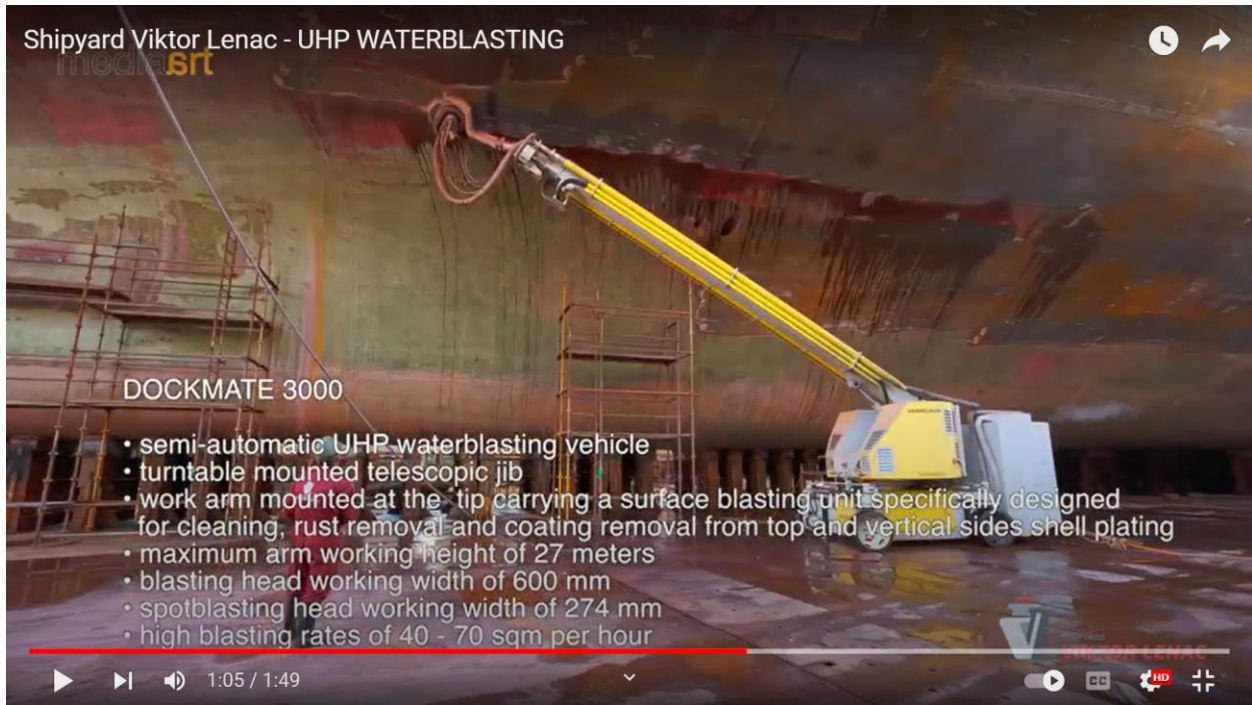 Shipyard Viktor Lenac - UHP WATERBLASTING
mediaart
DOCKMATE 3000
• semi-automatic UHP waterblasting vehicle
• turntable mounted telescopic jib
• work arm mounted at the tip carrying a surface blasting unit specifically designed
for cleaning, rust removal and coating removal from top and vertical sides shell plating
• maximum arm working height of 27 meters
• blasting head working width of 600 mm
• spotblasting head working width of 274 mm
• high blasting rates of 40 - 70 sqm per hour
SHIPYARD
VIKTOR LENAC
1:05 / 1:49
CC
HD